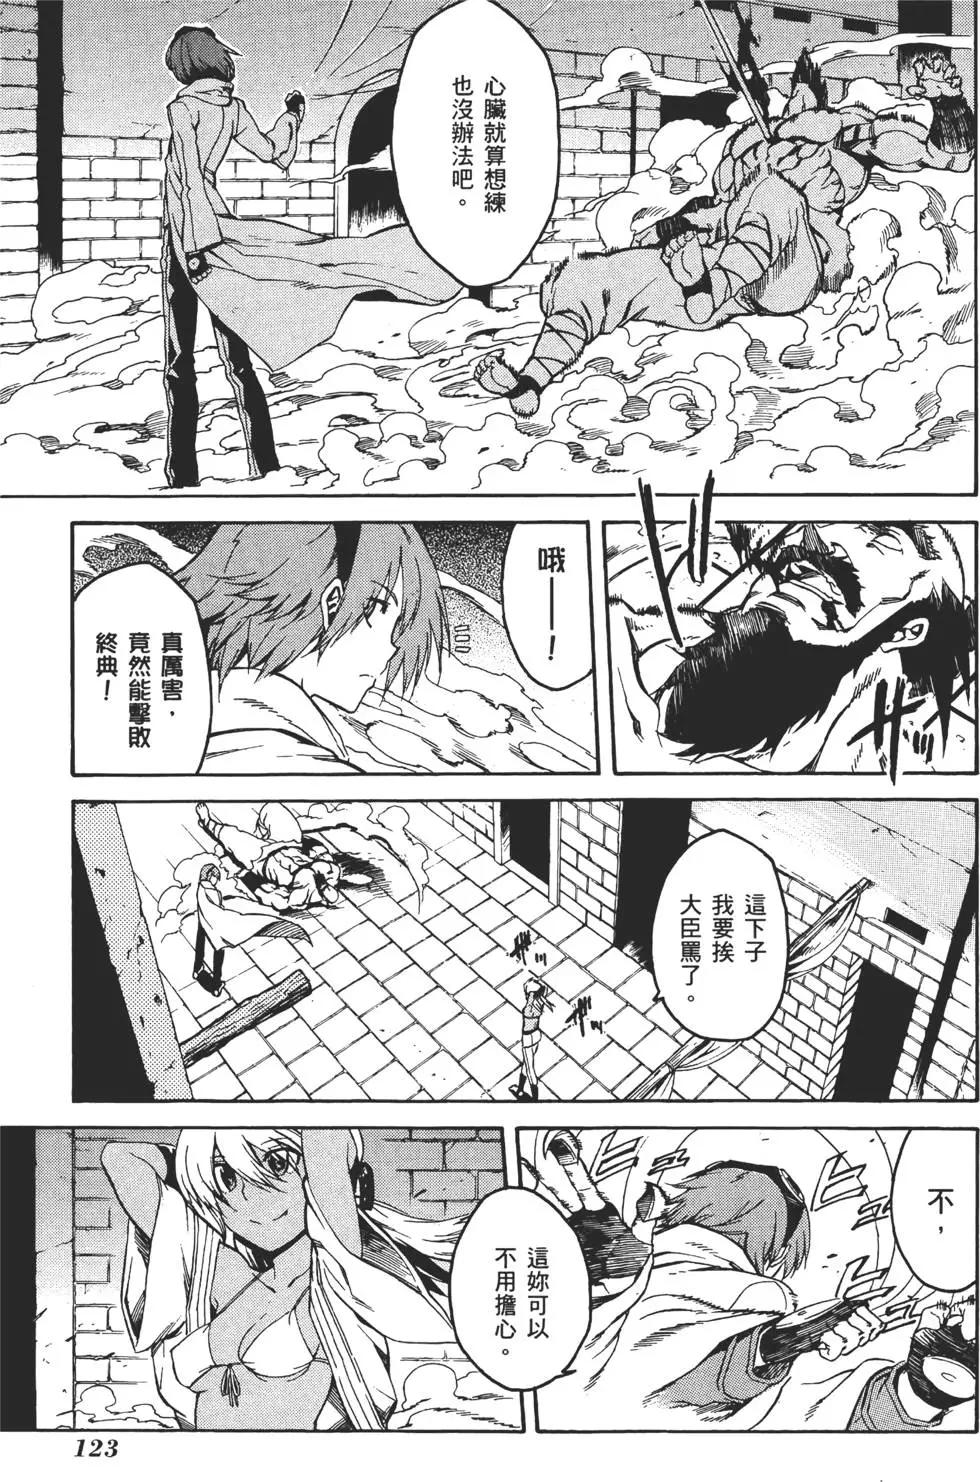 心臟就算想練
也沒辦法吧。
哦——！
真厲害，
竟然能擊敗
終典！
這下子
我要挨
大臣罵了。
不，
這妳可以
不用擔心。
123